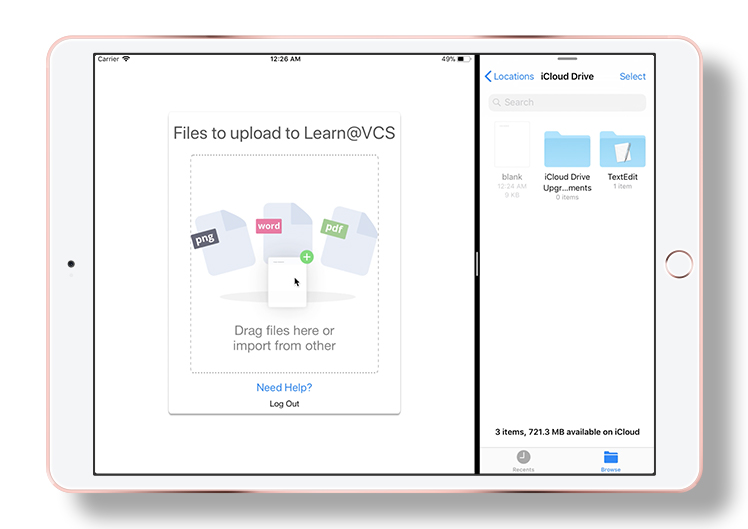 Carrier
12:26 AM
49%
Files to upload to Learn@VCS
png
word
pdf
Drag files here or
import from other
Need Help?
Log Out
Locations
iCloud Drive
Select
Search
blank
12:24 AM
9 KB
iCloud Drive
Upgr...ments
0 items
TextEdit
1 item
3 items, 721.3 MB available on iCloud
Recents
Browse